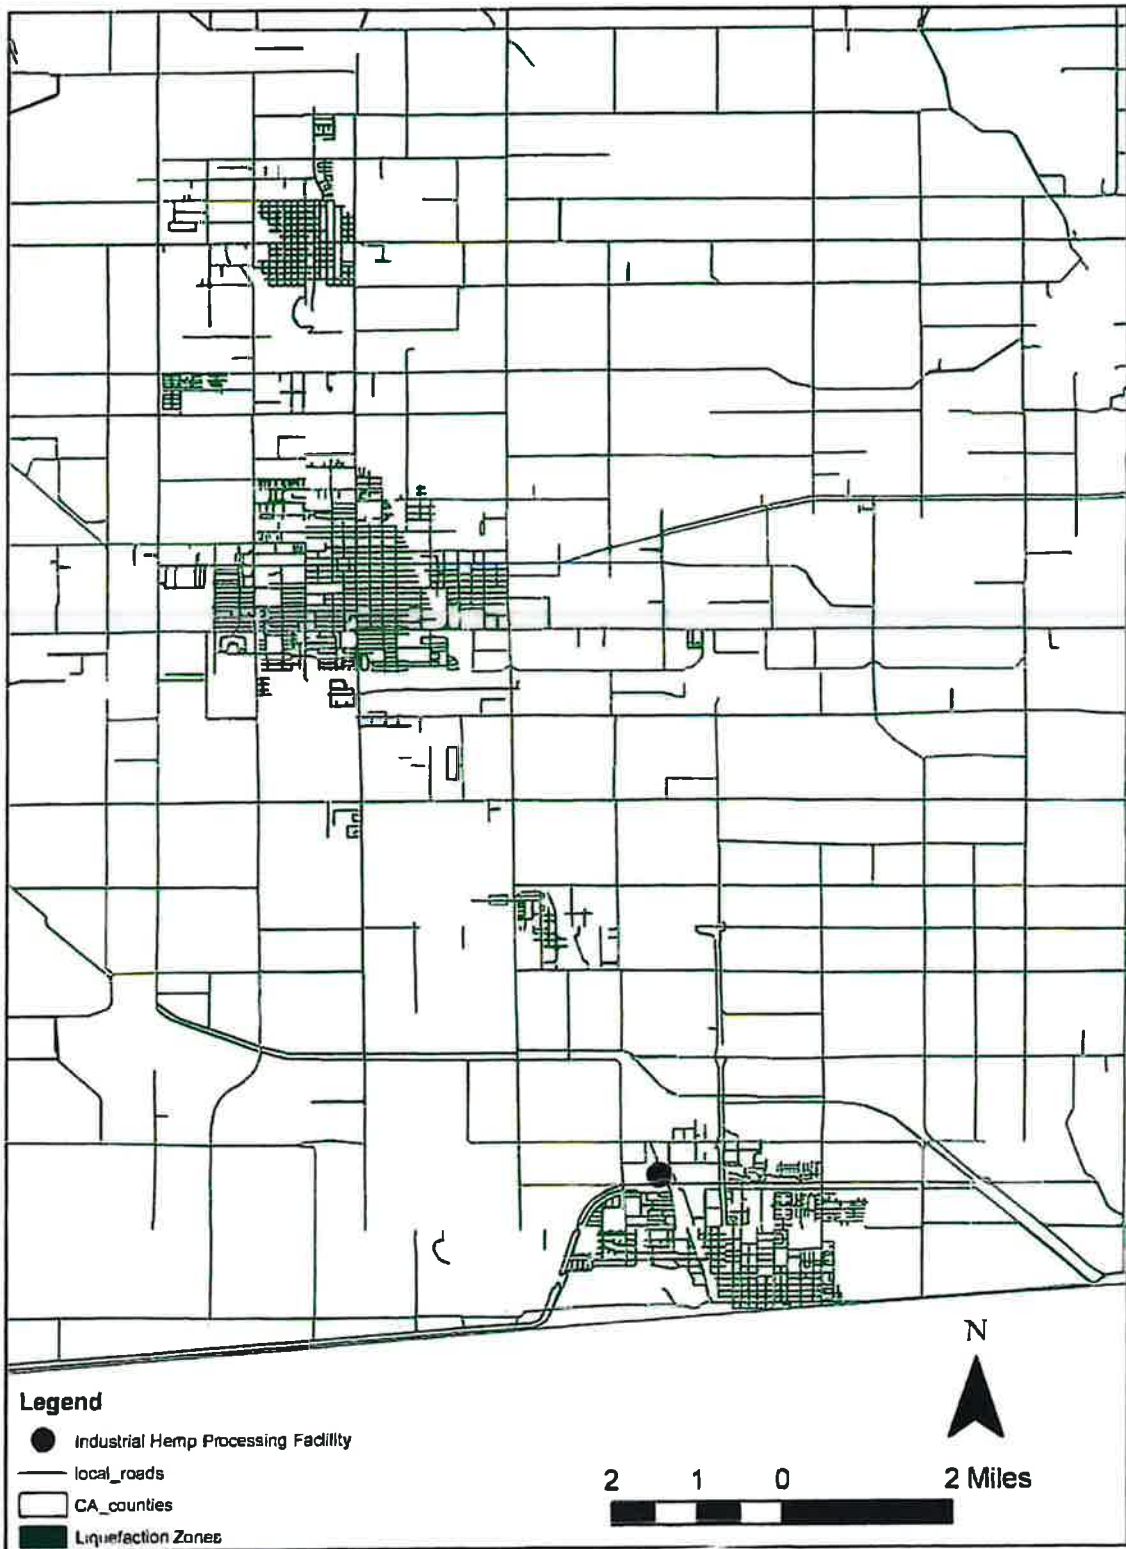 N
Legend
Industrial Hemp Processing Facility
local_roads
CA_counties
Liquefaction Zones
2 1 0 2 Miles